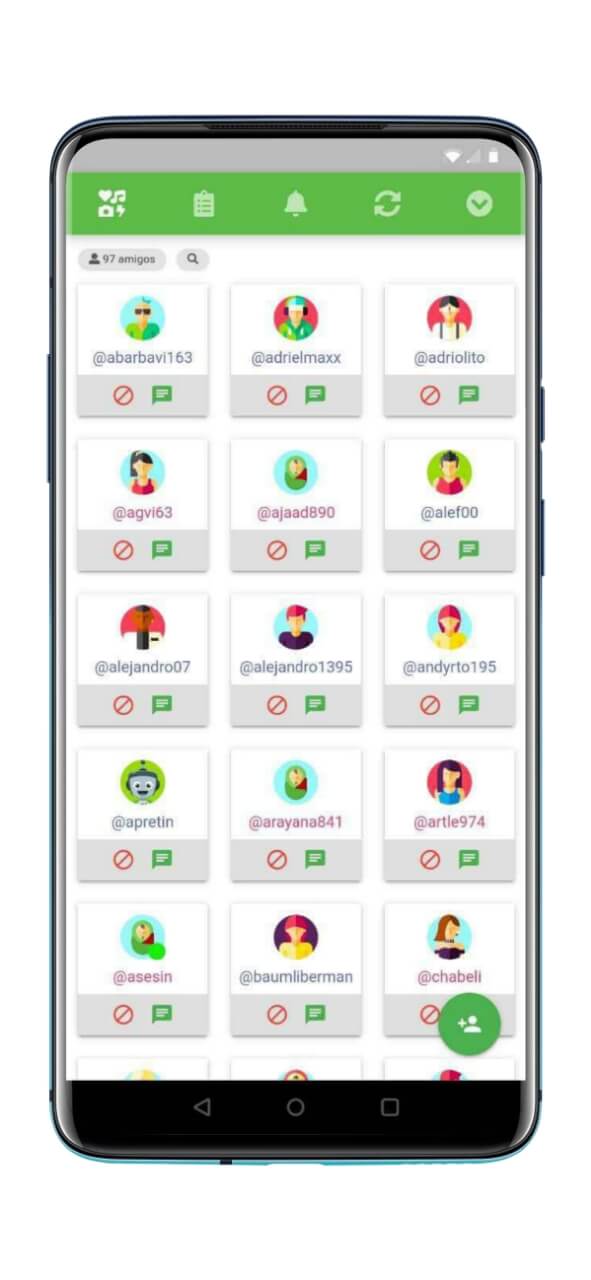 97 amigos
@abarbavi163 @adrielmaxx @adriolito
@agvi63 @ajaad890 @alef00
@alejandro07 @alejandro1395 @andyrto195
@apretin @arayana841 @artle974
@asesin @baumliberman @chabeli